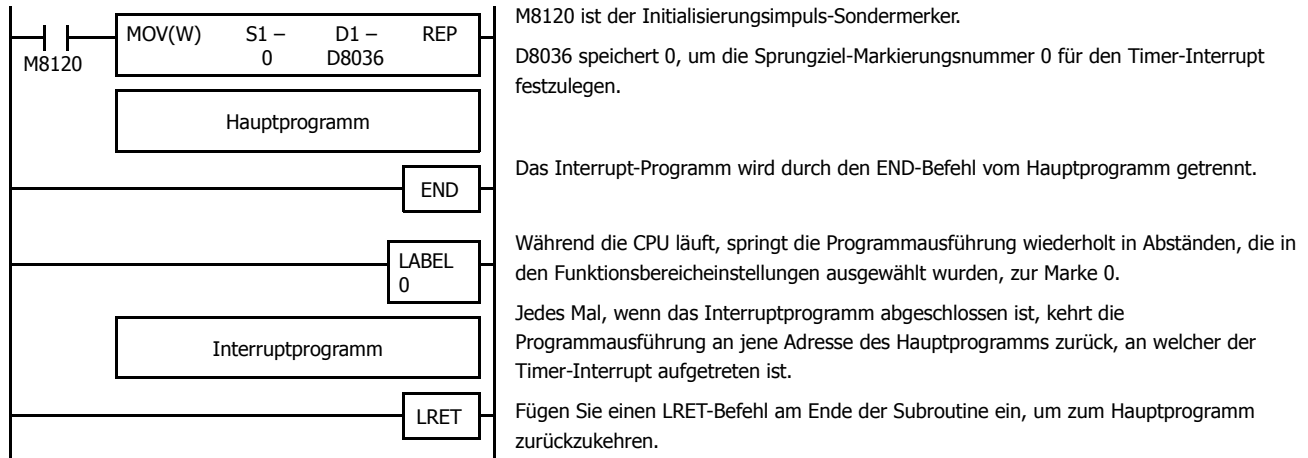 M8120
MOV(W) S1 – D1 – REP
0 D8036
M8120 ist der Initialisierungsimpuls-Sondermerker.
D8036 speichert 0, um die Sprungziel-Markierungsnummer 0 für den Timer-Interrupt
festzulegen.
Hauptprogramm
END
Das Interrupt-Programm wird durch den END-Befehl vom Hauptprogramm getrennt.
LABEL
0
Während die CPU läuft, springt die Programmausführung wiederholt in Abständen, die in
den Funktionsbereicheinstellungen ausgewählt wurden, zur Marke 0.
Interruptprogramm
Jedes Mal, wenn das Interruptprogramm abgeschlossen ist, kehrt die
Programmausführung an jene Adresse des Hauptprogramms zurück, an welcher der
Timer-Interrupt aufgetreten ist.
LRET
Fügen Sie einen LRET-Befehl am Ende der Subroutine ein, um zum Hauptprogramm
zurückzukehren.